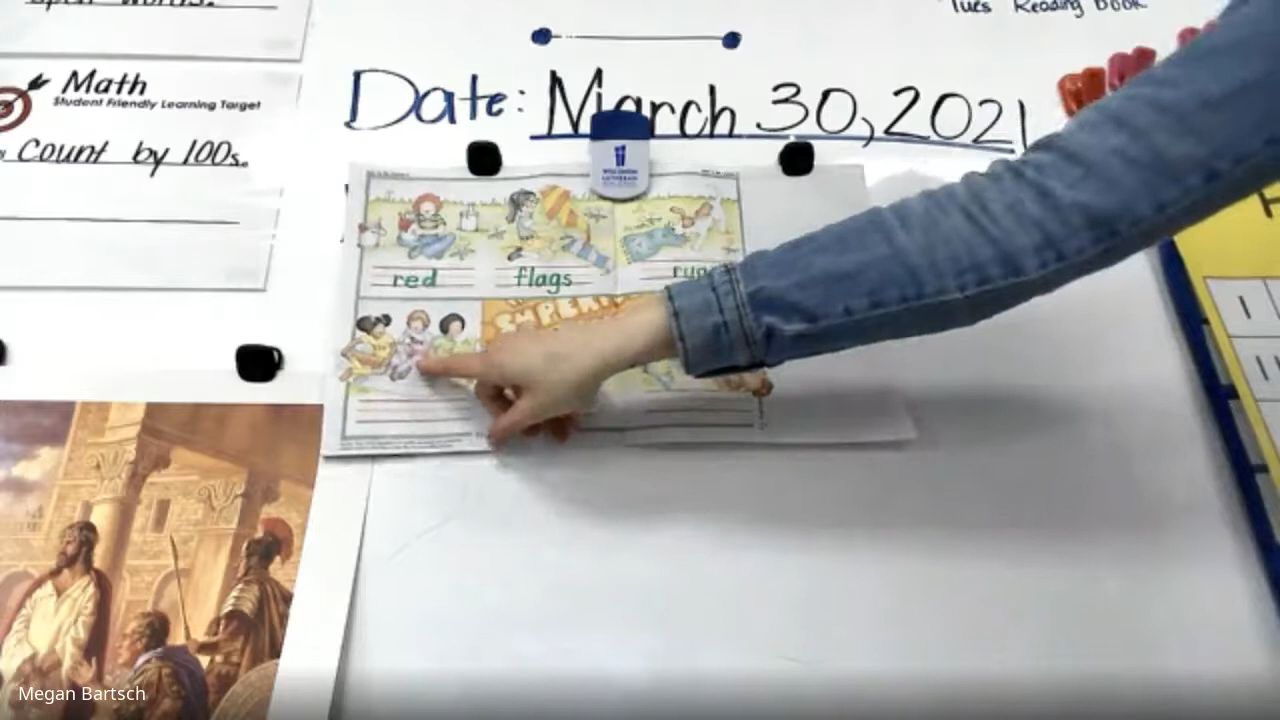 Tues Reading Book
Math
Student Friendly Learning Target
Count by 100s.
Date: March 30, 2021
red
flags
Megan Bartsch